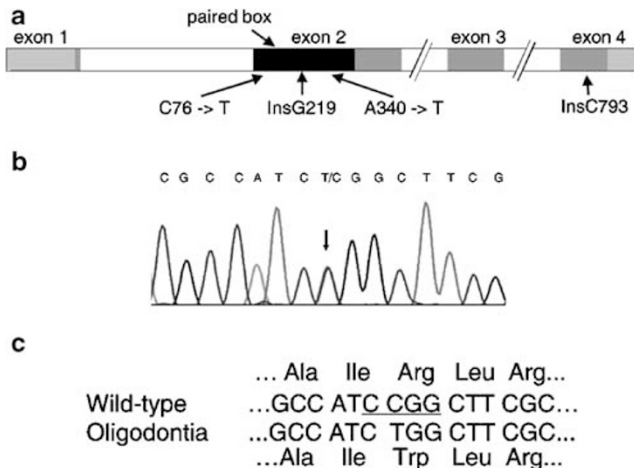 a
paired box
exon 1 exon 2 exon 3 exon 4
C76 -> T InsG219 A340 -> T InsC793
b
C G C C A T C T/C G G C T T C G
c
... Ala Ile Arg Leu Arg...
Wild-type ...GCC ATC CGG CTT CGC...
Oligodontia ...GCC ATC TGG CTT CGC...
...Ala Ile Trp Leu Arg...